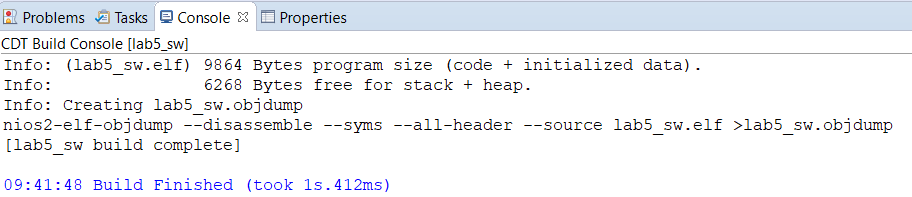 Problems Tasks Console Properties
CDT Build Console [lab5_sw]
Info: (lab5_sw.elf) 9864 Bytes program size (code + initialized data).
Info:              6268 Bytes free for stack + heap.
Info: Creating lab5_sw.objdump
nios2-elf-objdump --disassemble --syms --all-header --source lab5_sw.elf >lab5_sw.objdump
[lab5_sw build complete]
09:41:48 Build Finished (took 1s.412ms)